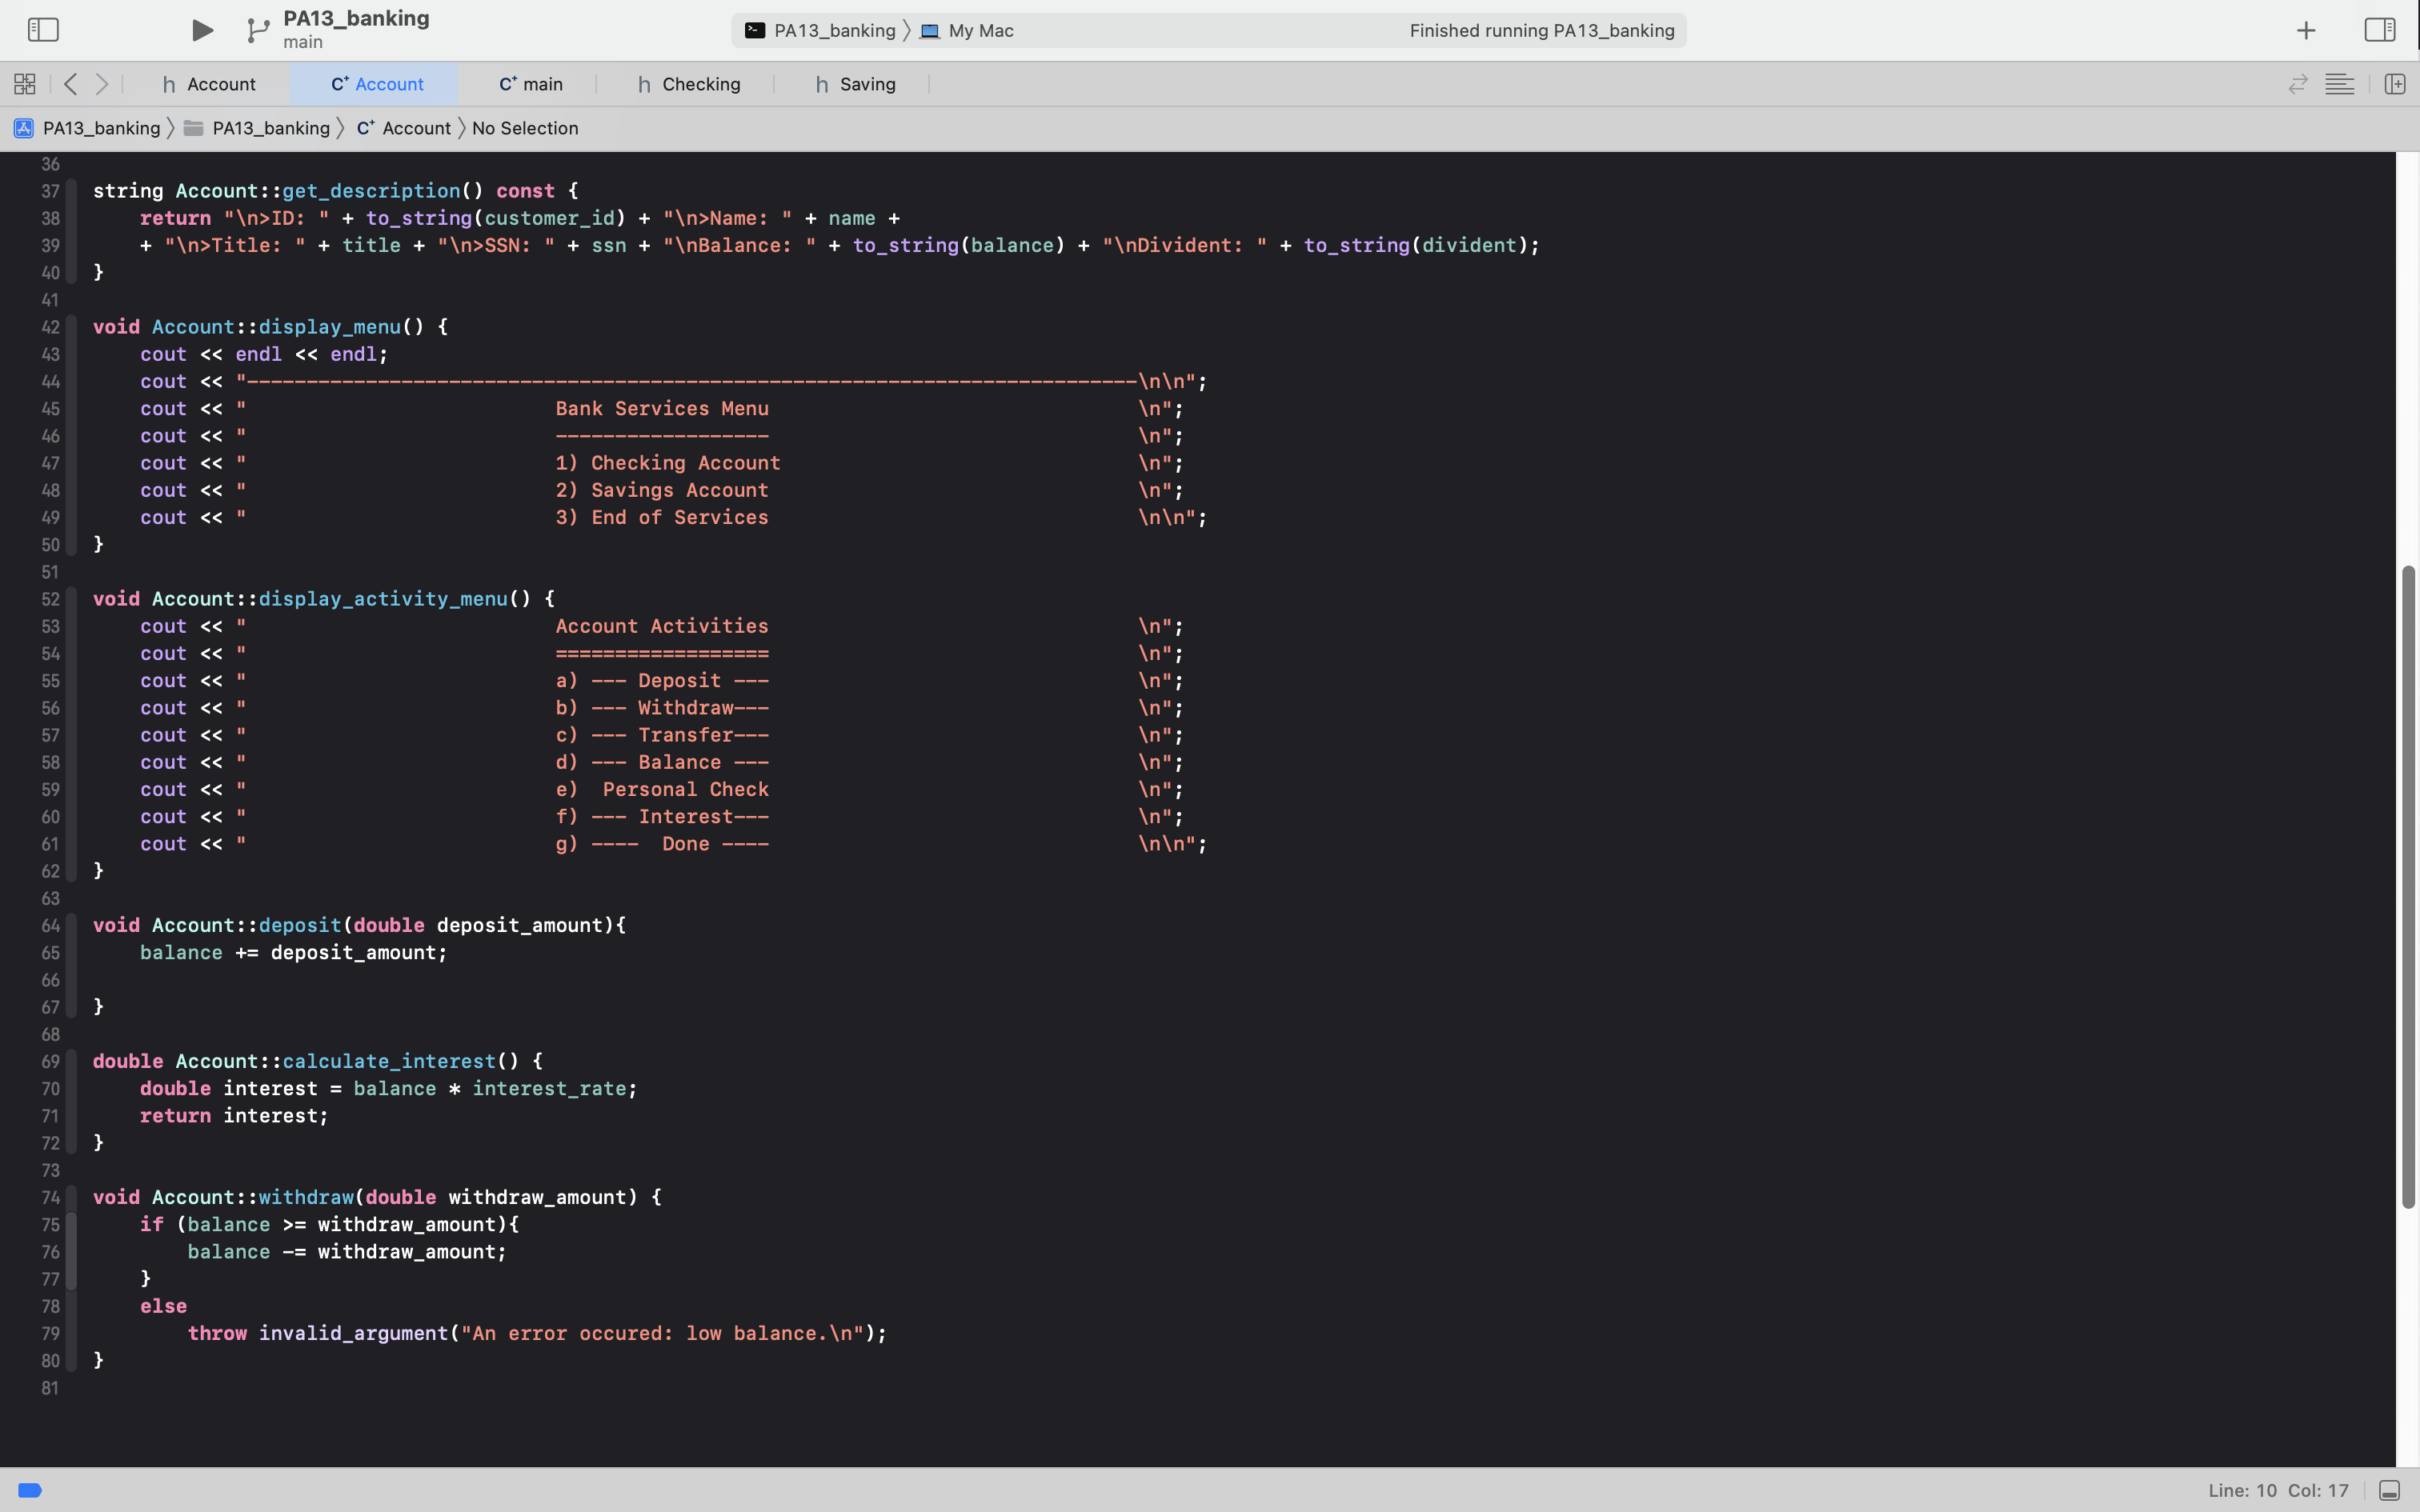 PA13_banking
main
PA13_banking My Mac Finished running PA13_banking
h Account C+ Account C+ main h Checking h Saving
PA13_banking PA13_banking C+ Account No Selection
36
37 string Account::get_description() const {
38     return "\n>ID: " + to_string(customer_id) + "\n>Name: " + name +
39     + "\n>Title: " + title + "\n>SSN: " + ssn + "\nBalance: " + to_string(balance) + "\nDivident: " + to_string(divident);
40 }
41
42 void Account::display_menu() {
43     cout << endl << endl;
44     cout << "---------------------------------------------------------------------------\n\n";
45     cout << "                          Bank Services Menu                               \n";
46     cout << "                          ------------------                               \n";
47     cout << "                          1) Checking Account                              \n";
48     cout << "                          2) Savings Account                               \n";
49     cout << "                          3) End of Services                               \n\n";
50 }
51
52 void Account::display_activity_menu() {
53     cout << "                          Account Activities                               \n";
54     cout << "                          ==================                               \n";
55     cout << "                          a) --- Deposit ---                               \n";
56     cout << "                          b) --- Withdraw---                               \n";
57     cout << "                          c) --- Transfer---                               \n";
58     cout << "                          d) --- Balance ---                               \n";
59     cout << "                          e)  Personal Check                               \n";
60     cout << "                          f) --- Interest---                               \n";
61     cout << "                          g) ----  Done ----                               \n\n";
62 }
63
64 void Account::deposit(double deposit_amount){
65     balance += deposit_amount;
66
67 }
68
69 double Account::calculate_interest() {
70     double interest = balance * interest_rate;
71     return interest;
72 }
73
74 void Account::withdraw(double withdraw_amount) {
75     if (balance >= withdraw_amount){
76         balance -= withdraw_amount;
77     }
78     else
79         throw invalid_argument("An error occured: low balance.\n");
80 }
81
Line: 10 Col: 17